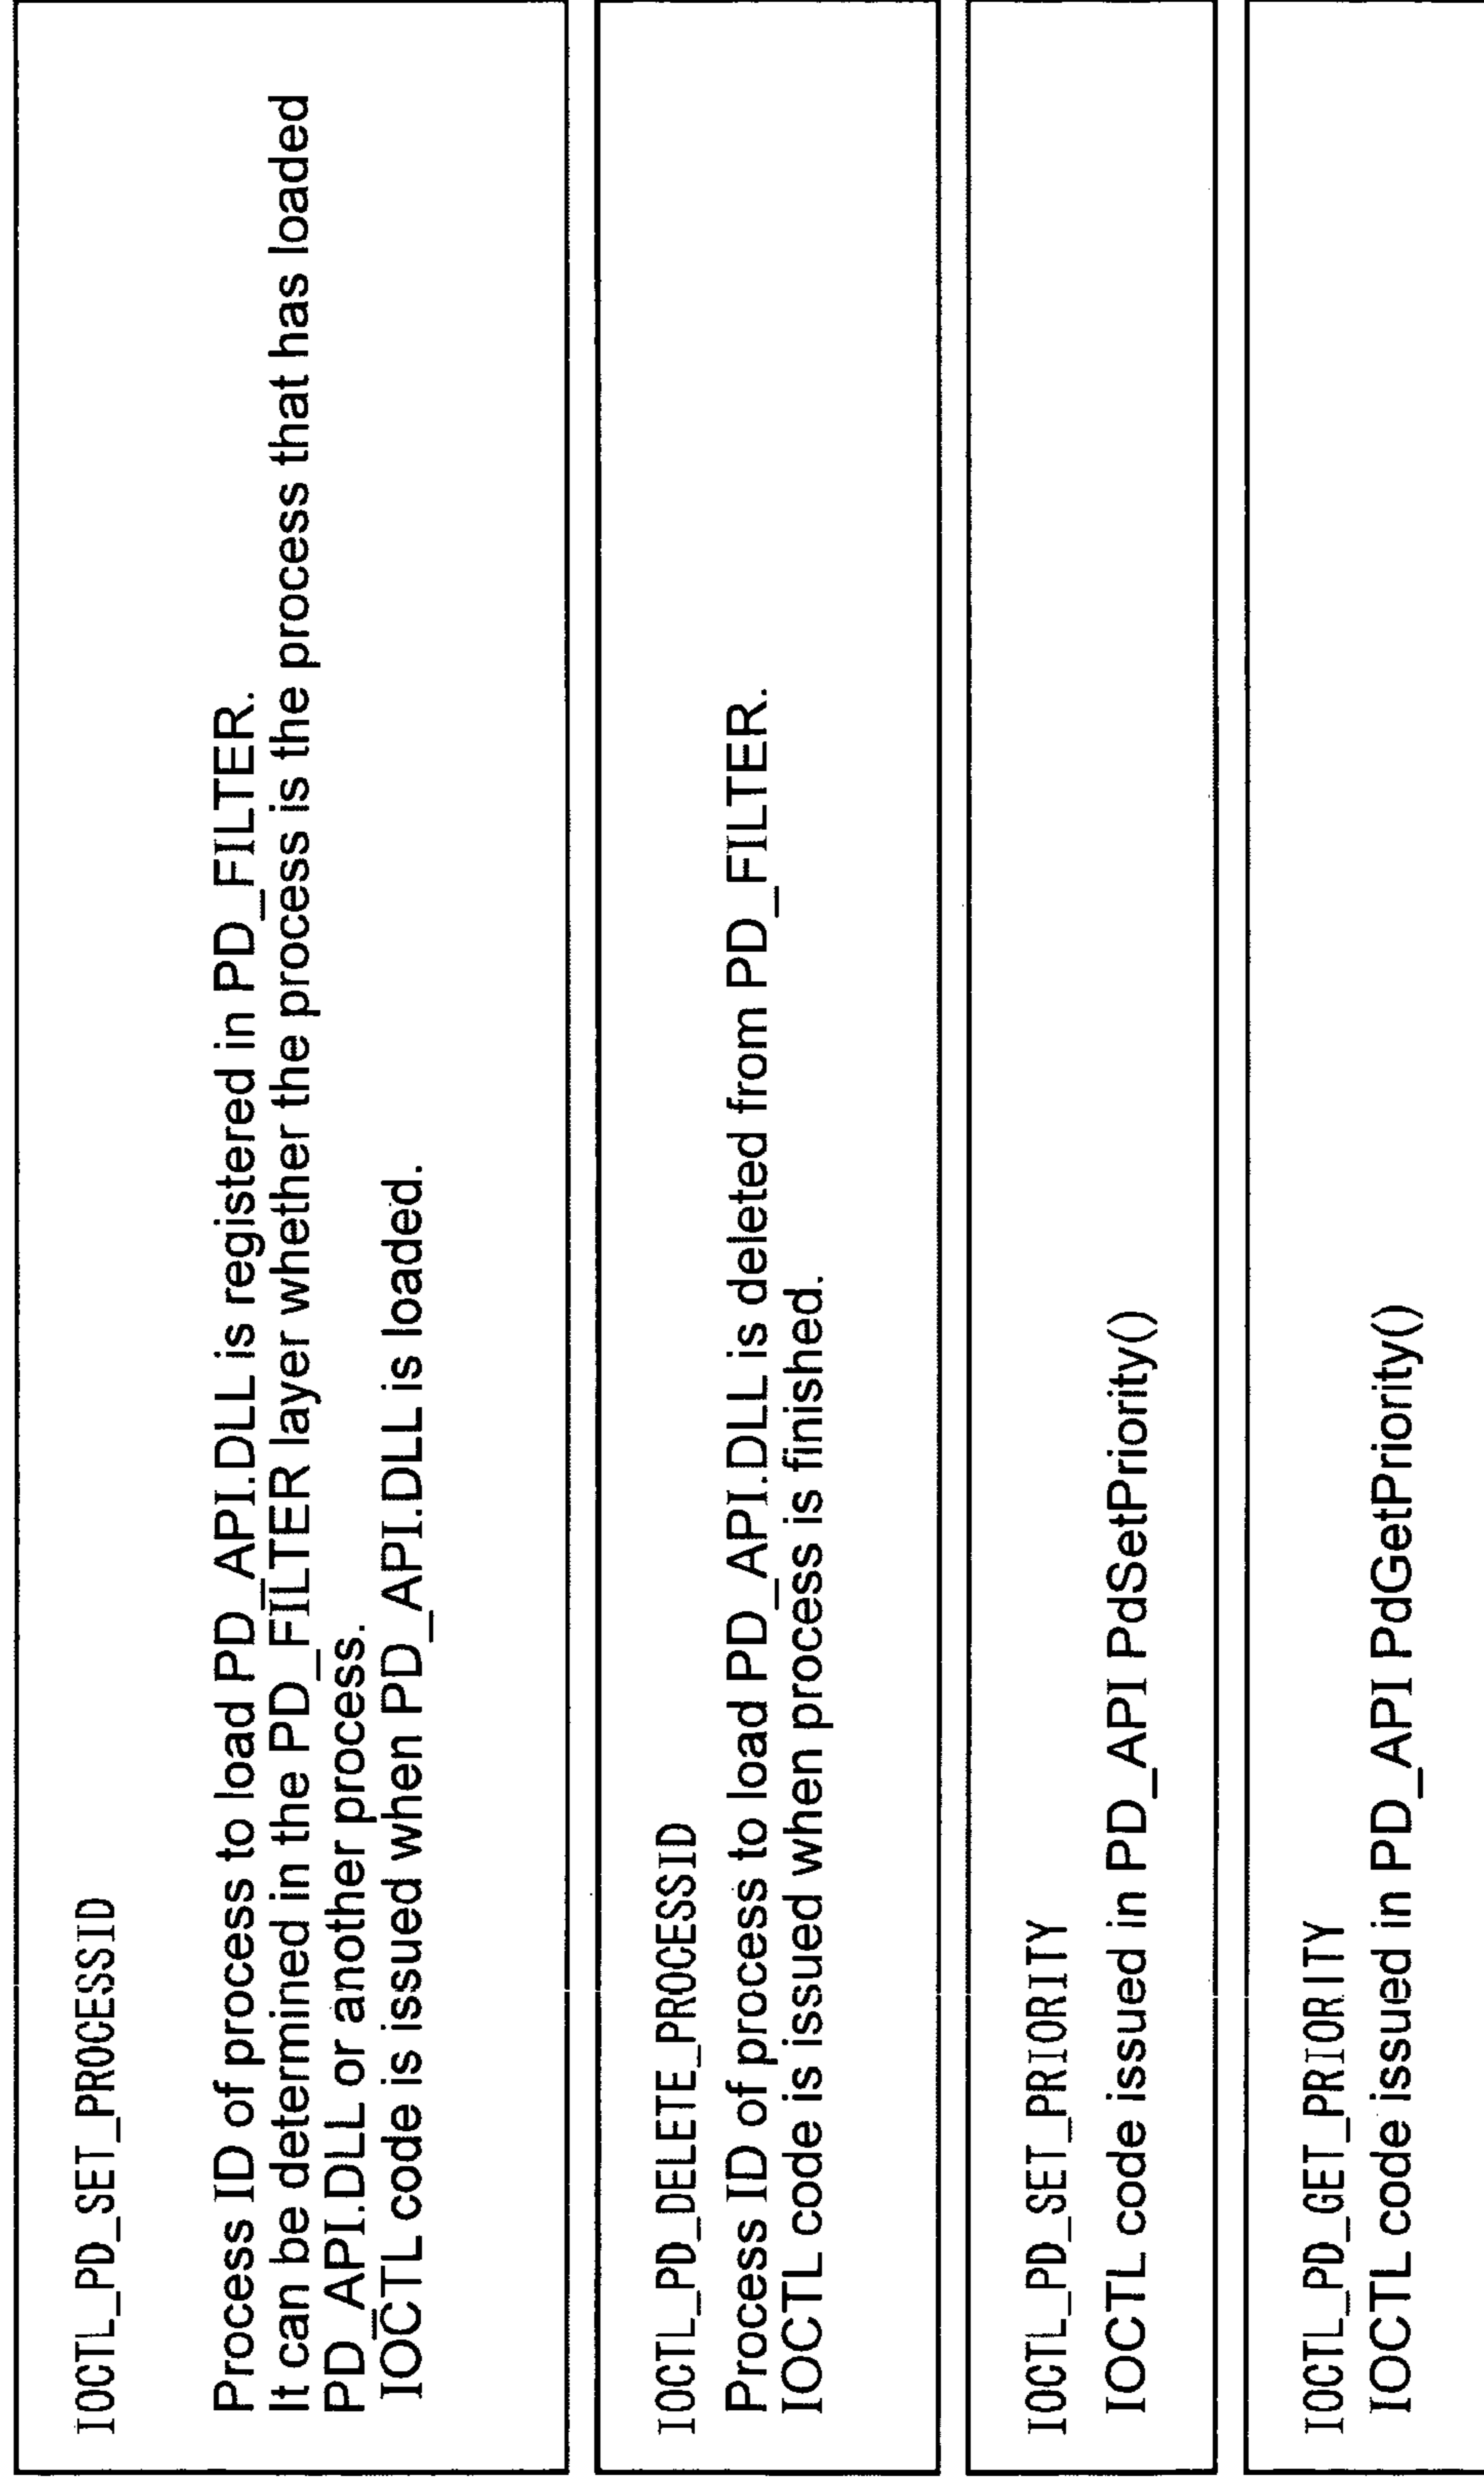 IOCTL_PD_SET_PROCESSID
Process ID of process to load PD_API.DLL is registered in PD_FILTER.
It can be determined in the PD_FILTER layer whether the process is the process that has loaded
PD_API.DLL or another process.
IOCTL code is issued when PD_API.DLL is loaded.
IOCTL_PD_DELETE_PROCESSID
Process ID of process to load PD_API.DLL is deleted from PD_FILTER.
IOCTL code is issued when process is finished.
IOCTL_PD_SET_PRIORITY
IOCTL code issued in PD_API PdSetPriority()
IOCTL_PD_GET_PRIORITY
IOCTL code issued in PD_API PdGetPriority()